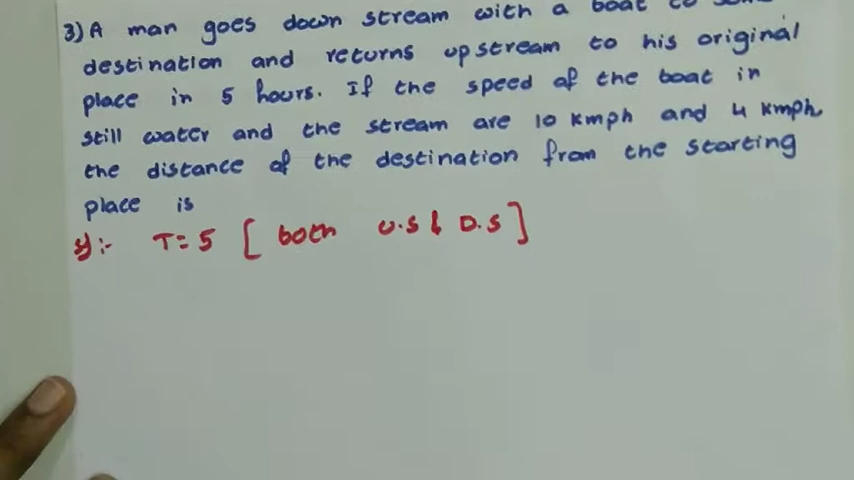 3) A man goes down stream with a boat to
destination and returns upstream to his original
place in 5 hours. If the speed of the boat in
still water and the stream are 10 kmph and 4 kmph,
the distance of the destination from the starting
place is
s):- T=5 [both U.S & D.S]